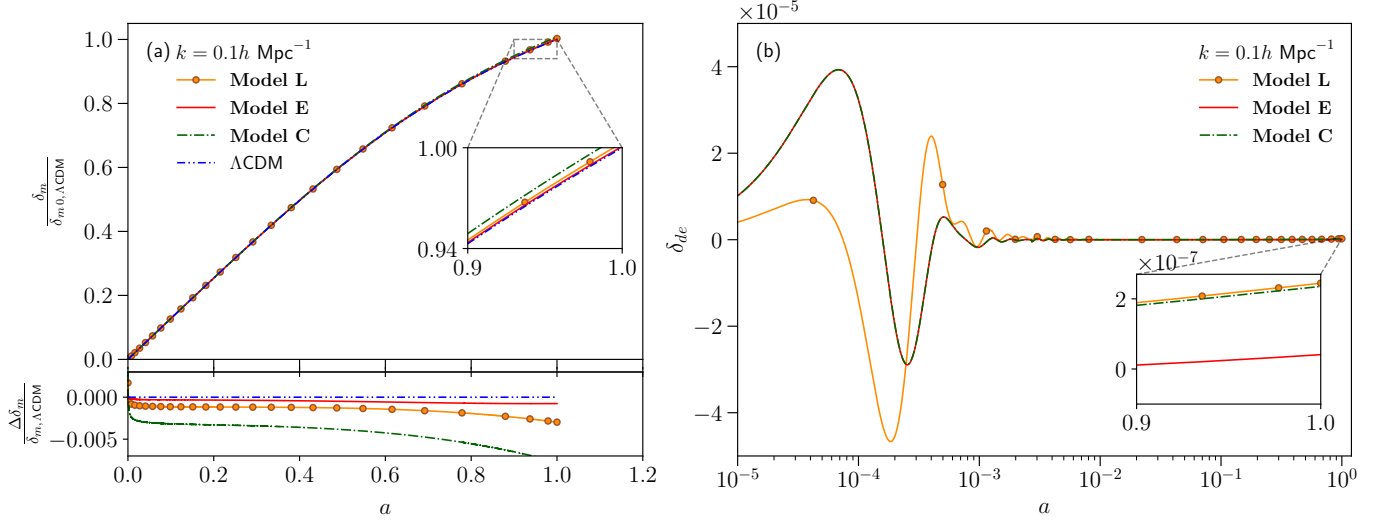 (a) k = 0.1h Mpc⁻¹
Model L
Model E
Model C
ΛCDM
δm / δm0,ΛCDM
1.0
0.8
0.6
0.4
0.2
0.0
1.00
0.94
0.9 1.0
Δδm / δm,ΛCDM
0.000
−0.005
0.0 0.2 0.4 0.6 0.8 1.0 1.2
a
×10⁻⁵
(b) k = 0.1h Mpc⁻¹
Model L
Model E
Model C
δde
4
2
0
−2
−4
×10⁻⁷
2
0
0.9 1.0
10⁻⁵ 10⁻⁴ 10⁻³ 10⁻² 10⁻¹ 10⁰
a